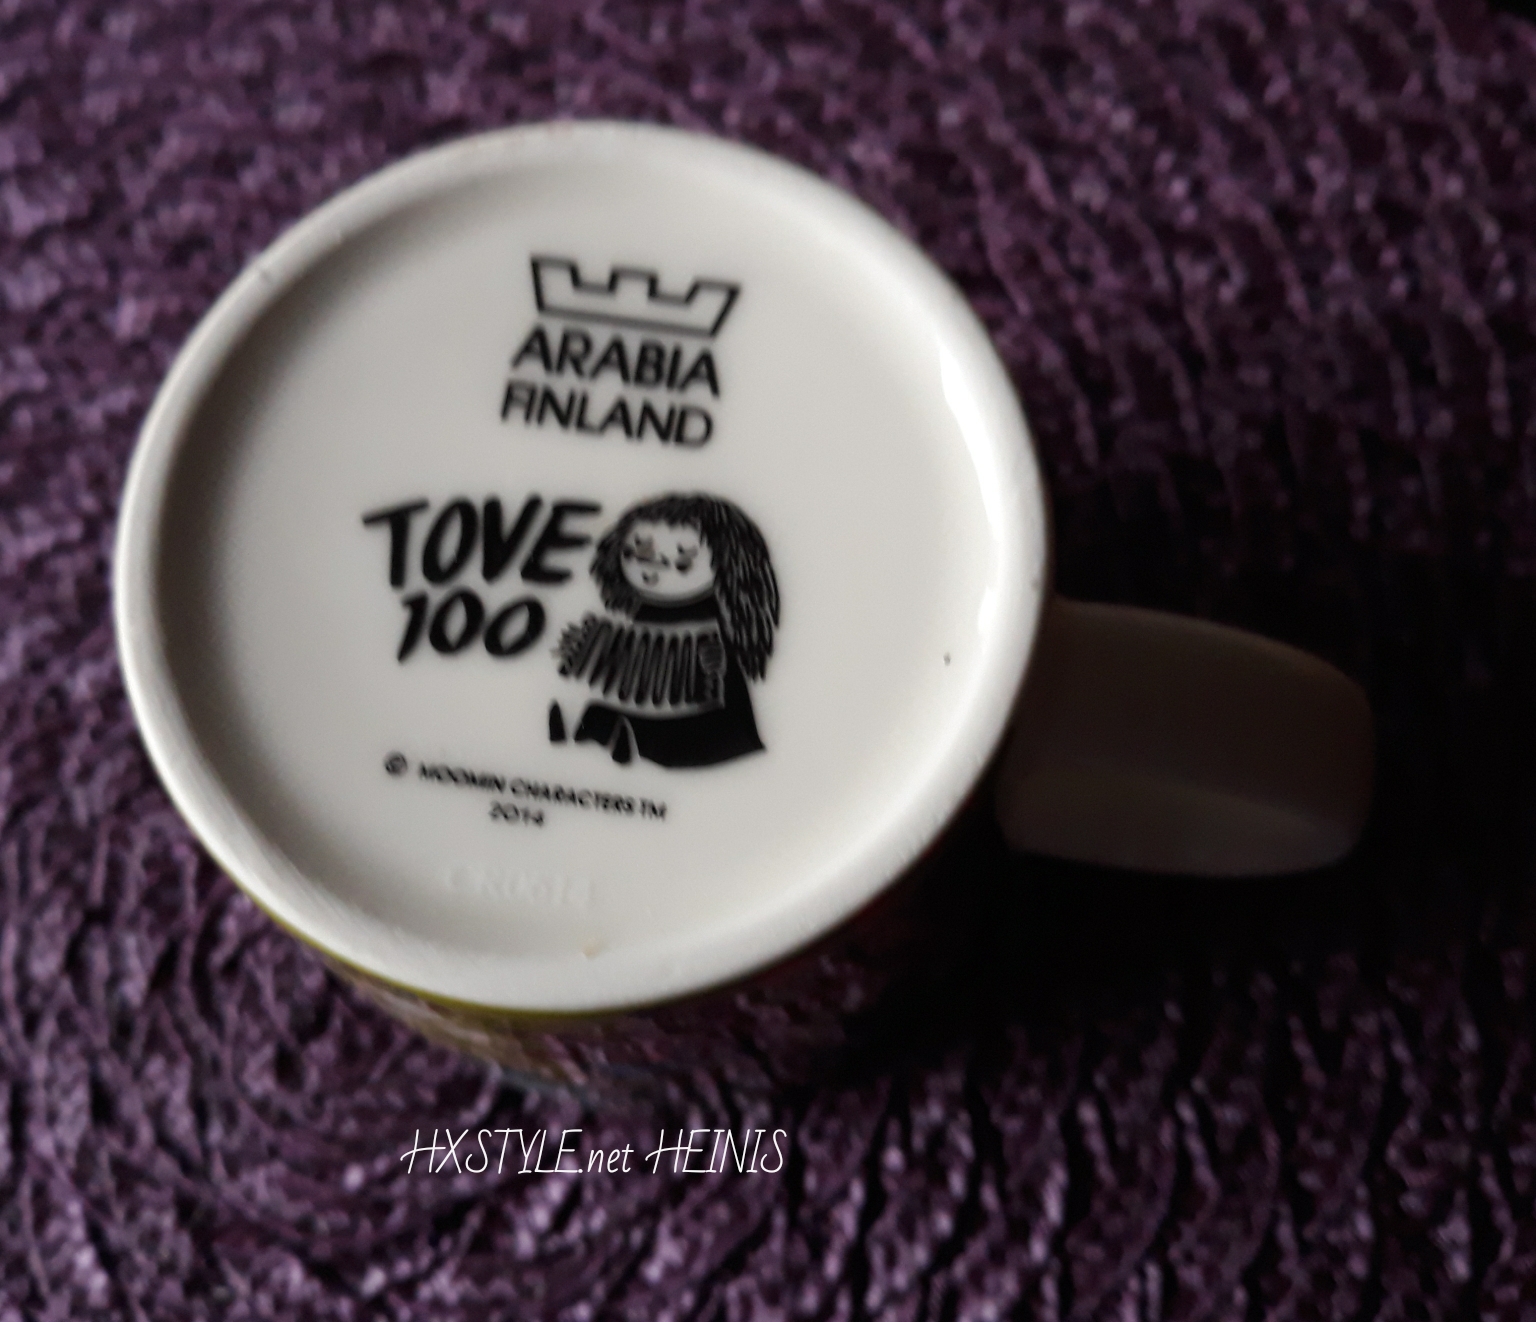 ARABIA
FINLAND
TOVE
100
© MOOMIN CHARACTERS TM
2014
HXSTYLE.net HEINIS